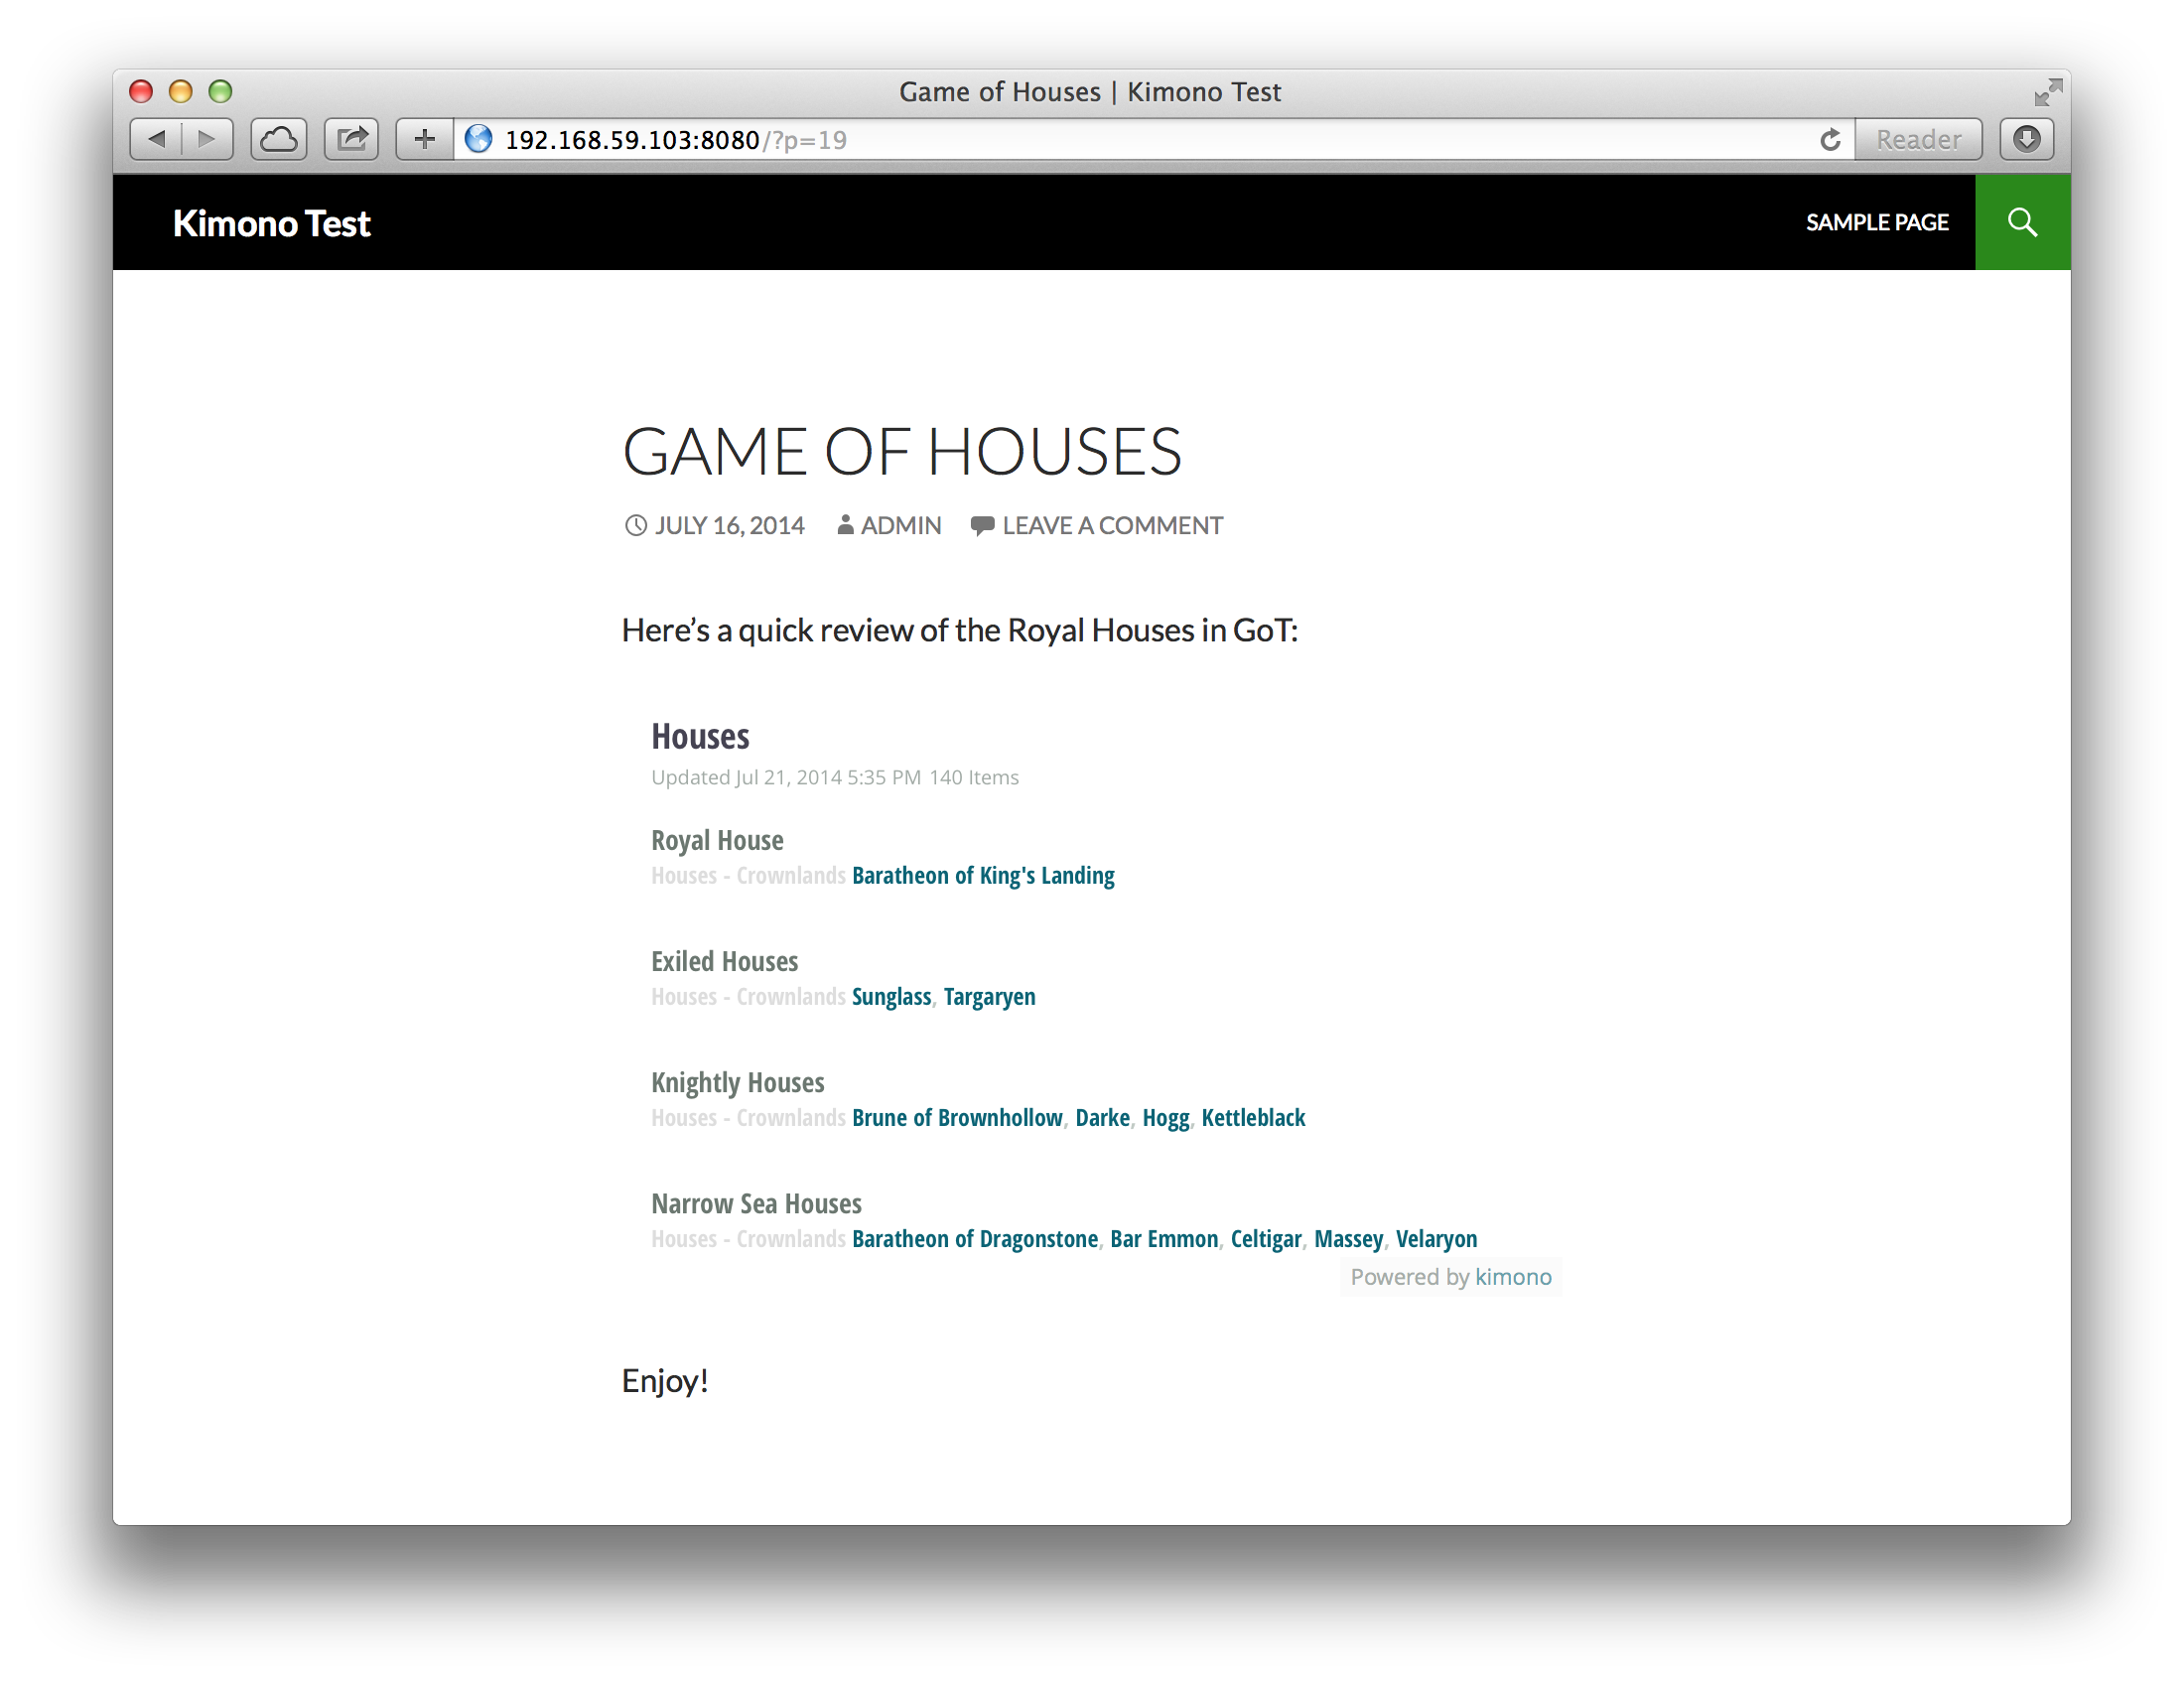 Game of Houses | Kimono Test
192.168.59.103:8080/?p=19
Reader
Kimono Test
SAMPLE PAGE
GAME OF HOUSES
JULY 16, 2014 ADMIN LEAVE A COMMENT
Here’s a quick review of the Royal Houses in GoT:
Houses
Updated Jul 21, 2014 5:35 PM 140 Items
Royal House
Houses - Crownlands Baratheon of King's Landing
Exiled Houses
Houses - Crownlands Sunglass, Targaryen
Knightly Houses
Houses - Crownlands Brune of Brownhollow, Darke, Hogg, Kettleblack
Narrow Sea Houses
Houses - Crownlands Baratheon of Dragonstone, Bar Emmon, Celtigar, Massey, Velaryon
Powered by kimono
Enjoy!